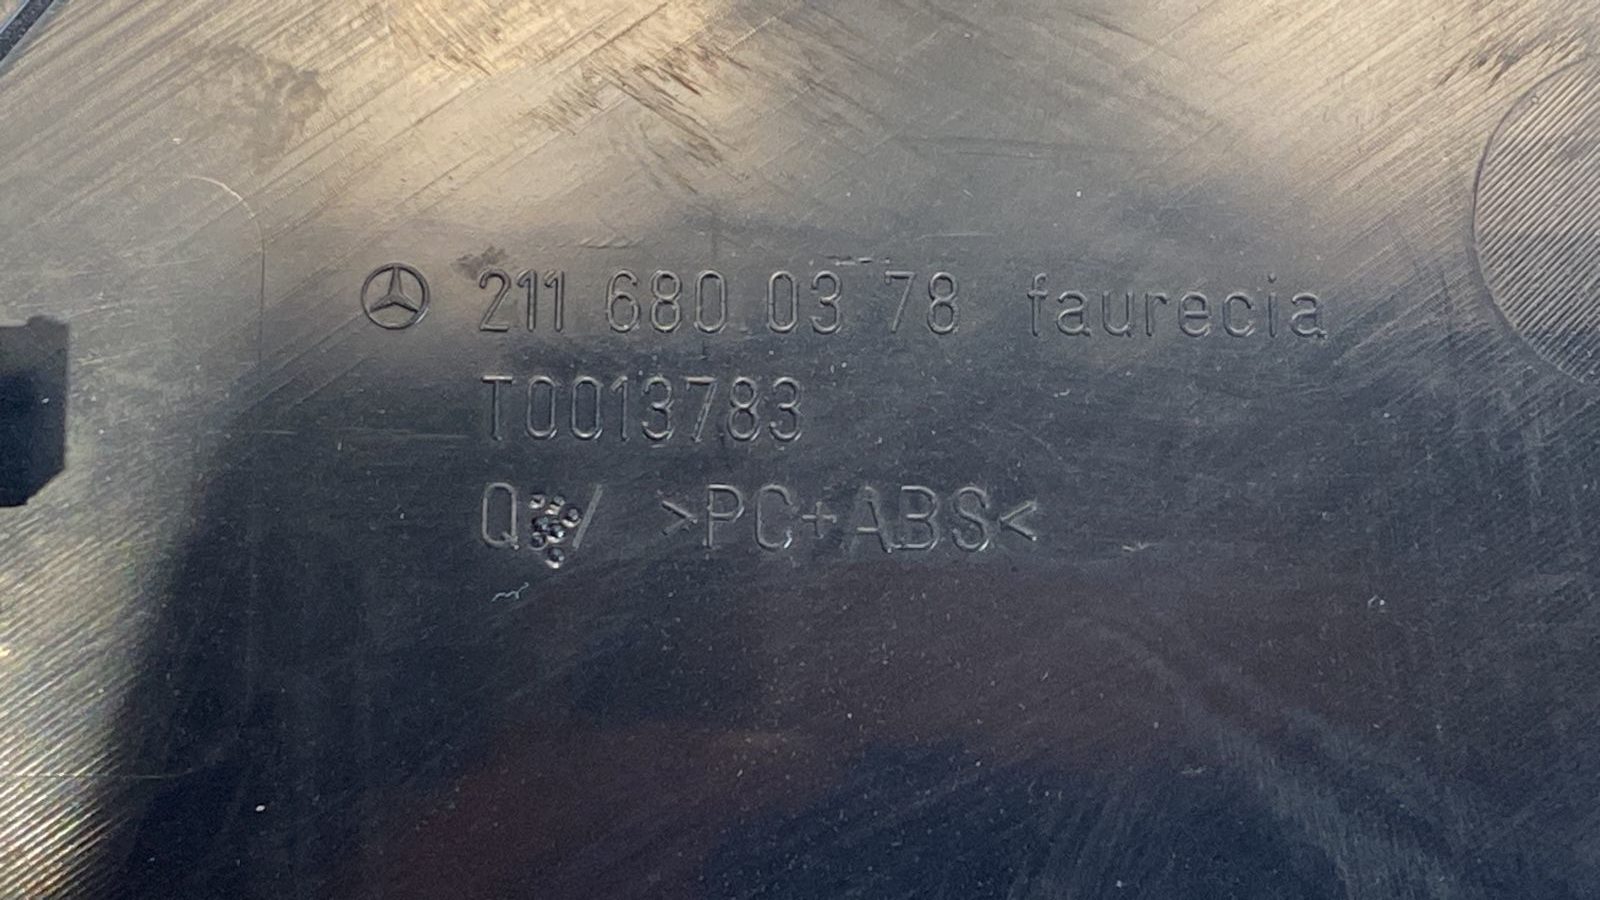 211 680 03 78 faurecia
T0013783
Q / >PC+ABS<